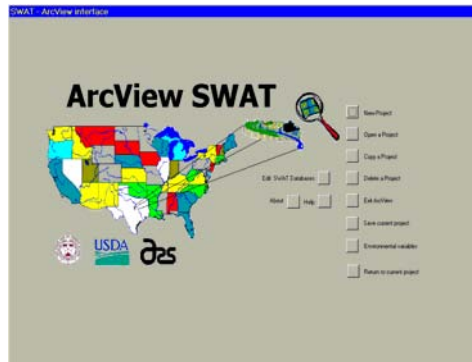 SWAT - ArcView interface
ArcView SWAT
New Project
Open a Project
Copy a Project
Edit SWAT Databases
Delete a Project
About
Help
Exit ArcView
Save current project
USDA
Environmental variables
Return to current project